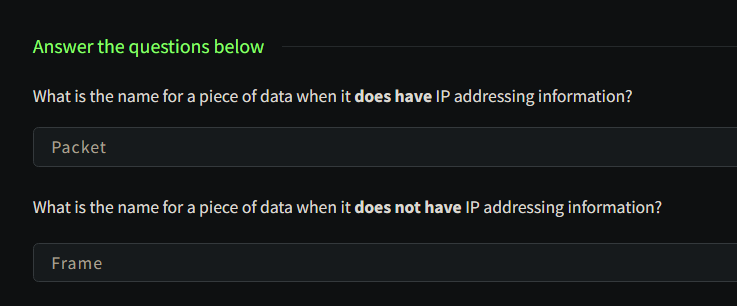 Answer the questions below
What is the name for a piece of data when it does have IP addressing information?
Packet
What is the name for a piece of data when it does not have IP addressing information?
Frame